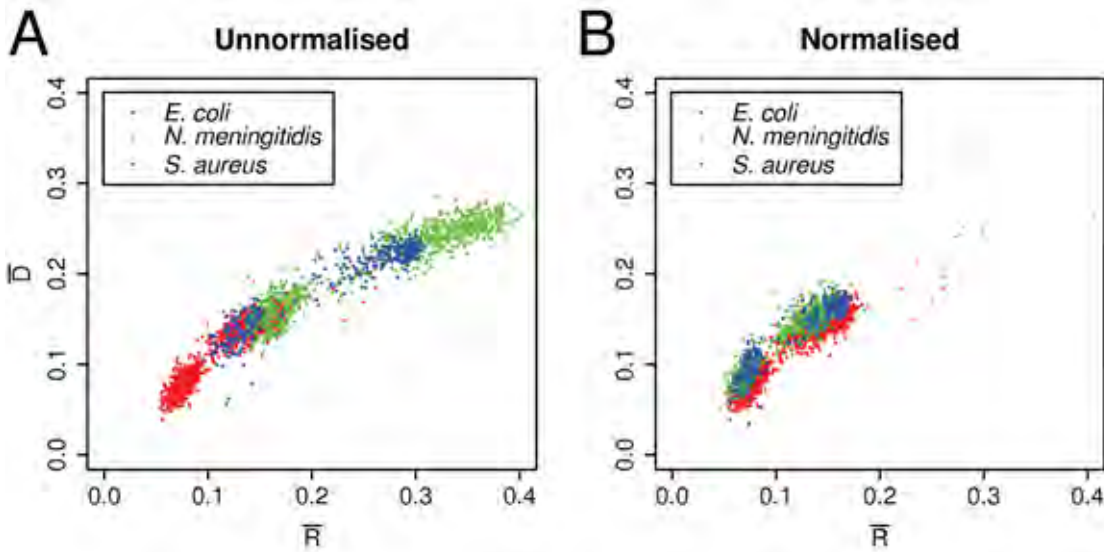 A Unnormalised
0.4
0.3
0.2
0.1
0.0
D̅
E. coli
N. meningitidis
S. aureus
0.0 0.1 0.2 0.3 0.4
R̅
B Normalised
0.4
0.3
0.2
0.1
0.0
E. coli
N. meningitidis
S. aureus
0.0 0.1 0.2 0.3 0.4
R̅